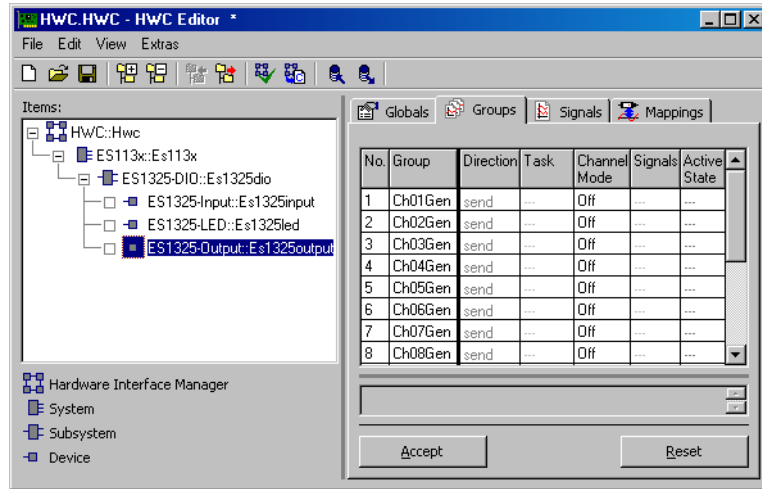 HWC.HWC - HWC Editor *
File Edit View Extras
Items:
HWC::Hwc
ES113x::Es113x
ES1325-DIO::Es1325dio
ES1325-Input::Es1325input
ES1325-LED::Es1325led
ES1325-Output::Es1325output
Hardware Interface Manager
System
Subsystem
Device
Globals Groups Signals Mappings
No. Group Direction Task Channel Mode Signals Active State
1 Ch01Gen send --- Off --- ---
2 Ch02Gen send --- Off --- ---
3 Ch03Gen send --- Off --- ---
4 Ch04Gen send --- Off --- ---
5 Ch05Gen send --- Off --- ---
6 Ch06Gen send --- Off --- ---
7 Ch07Gen send --- Off --- ---
8 Ch08Gen send --- Off --- ---
Accept Reset